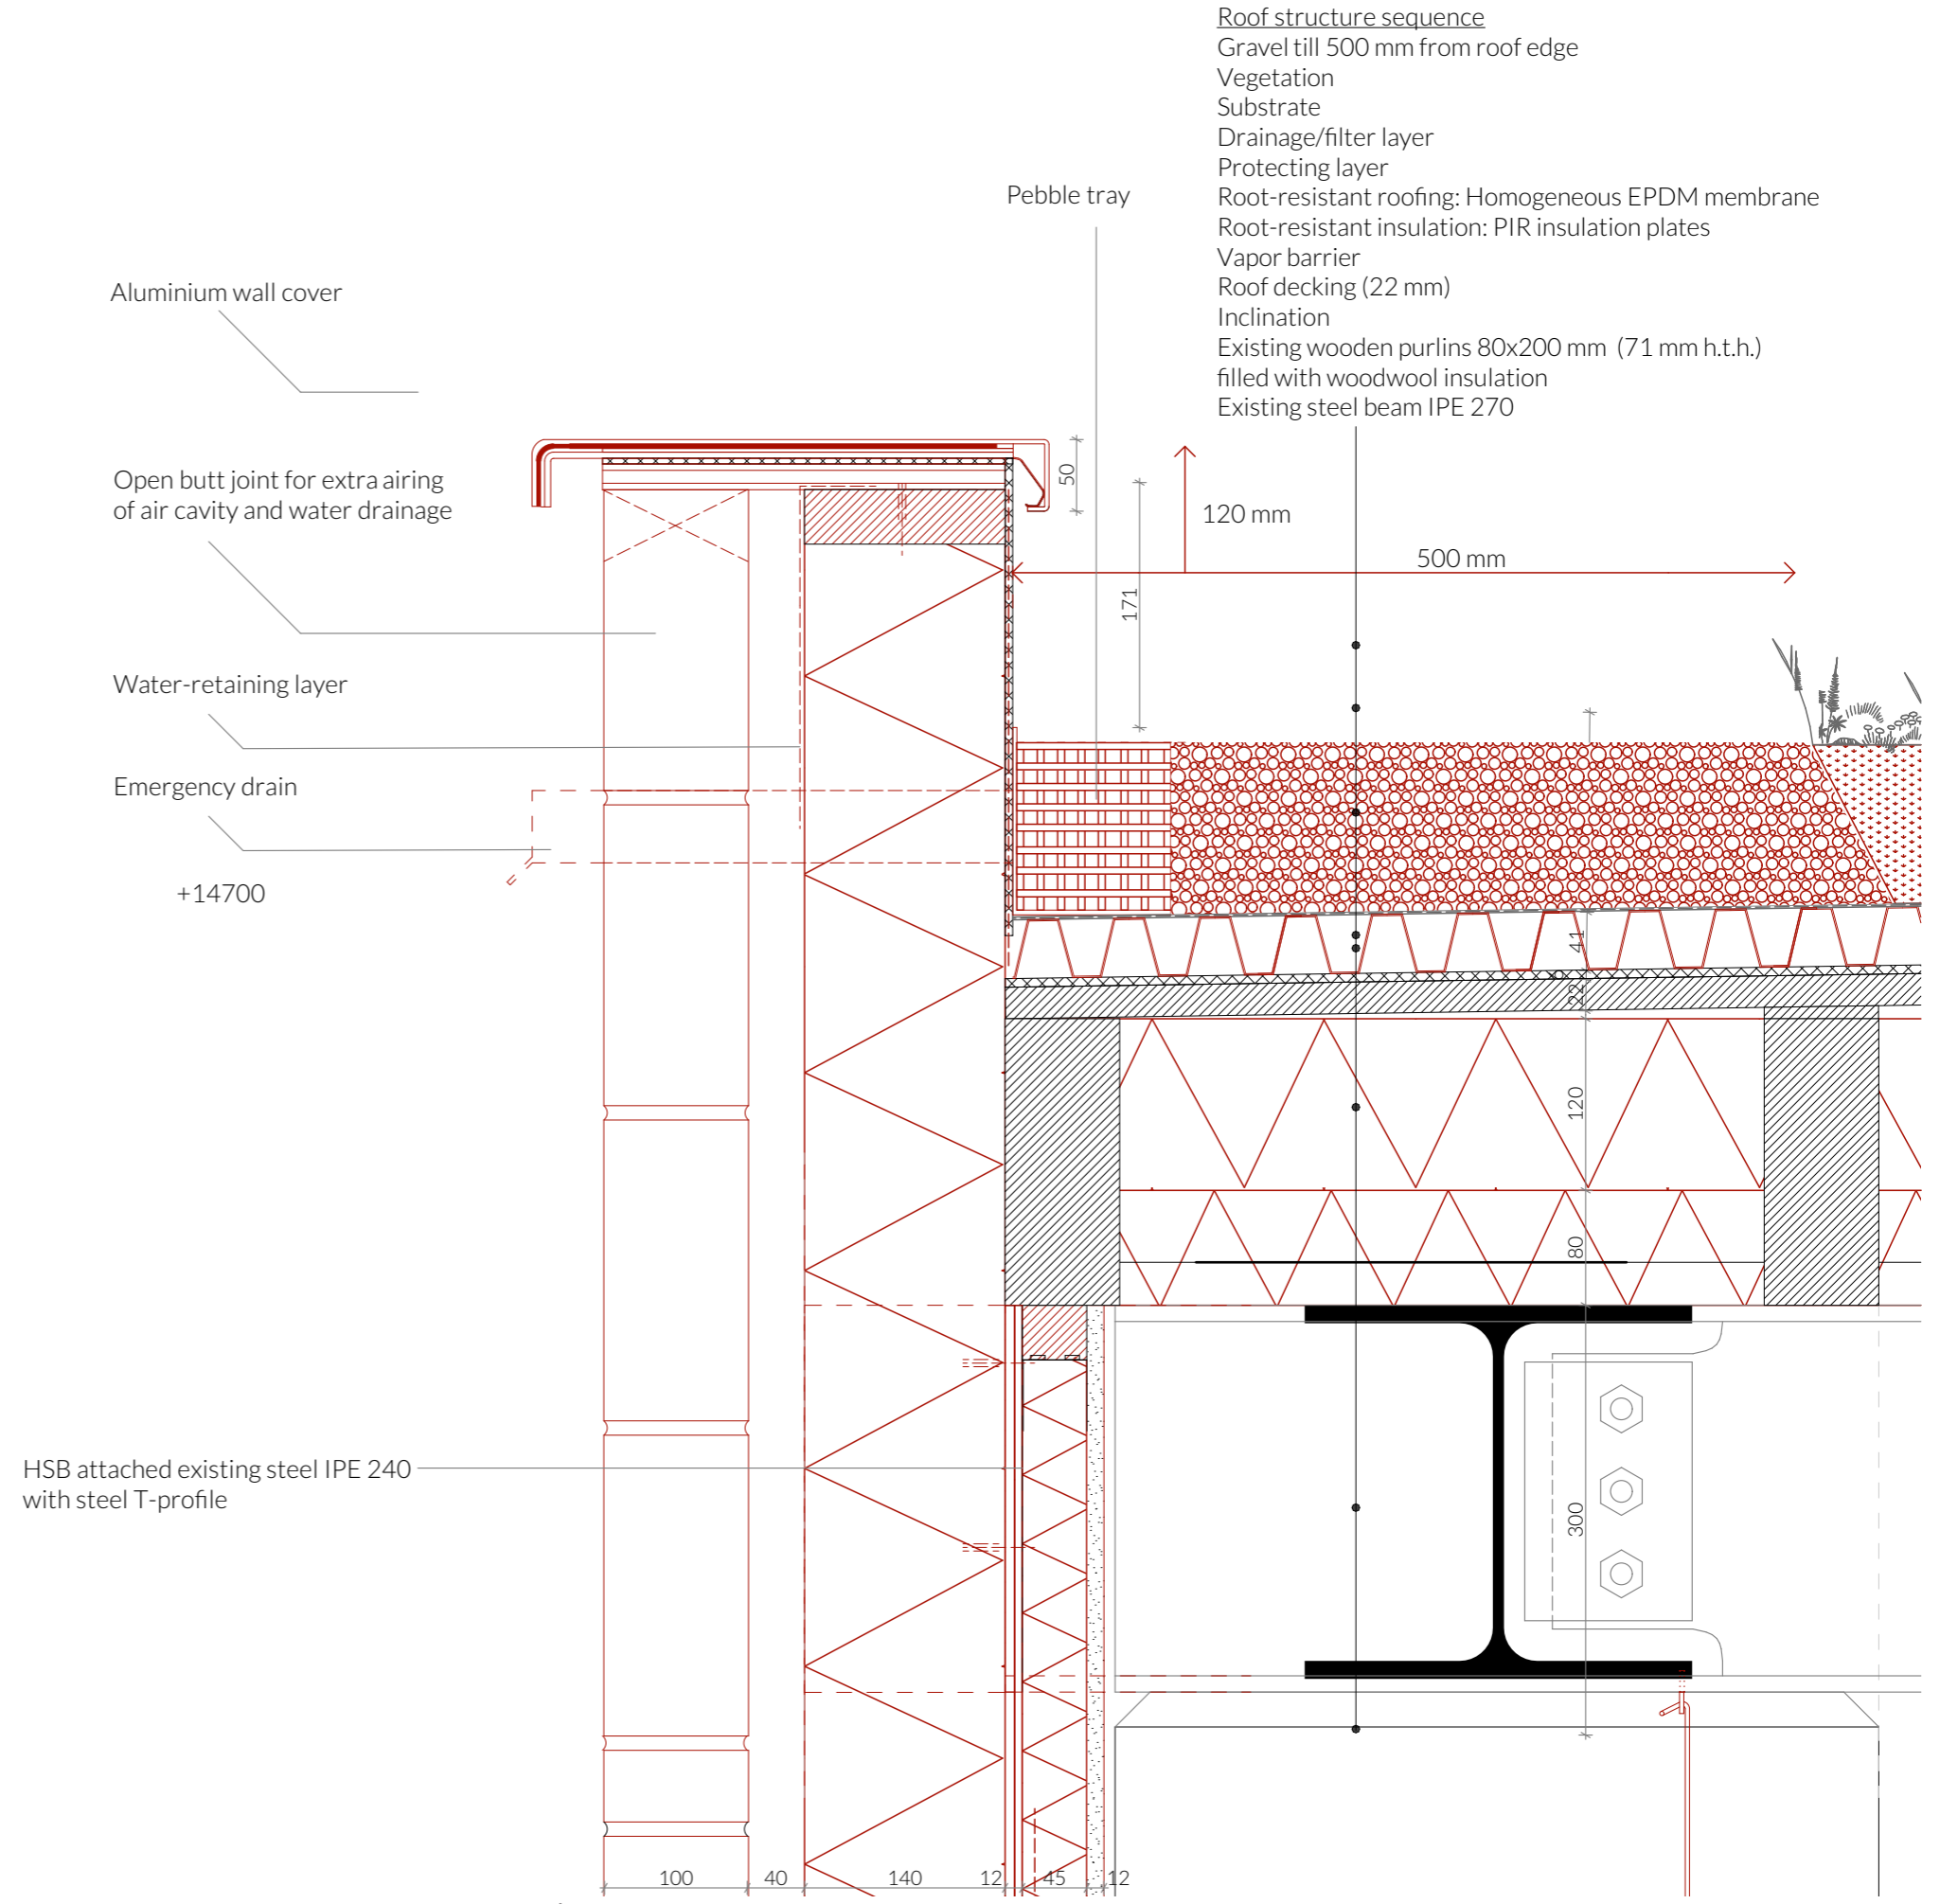 Roof structure sequence
Gravel till 500 mm from roof edge
Vegetation
Substrate
Drainage/filter layer
Protecting layer
Root-resistant roofing: Homogeneous EPDM membrane
Root-resistant insulation: PIR insulation plates
Vapor barrier
Roof decking (22 mm)
Inclination
Existing wooden purlins 80x200 mm (71 mm h.t.h.)
filled with woodwool insulation
Existing steel beam IPE 270
Pebble tray
Aluminium wall cover
Open butt joint for extra airing
of air cavity and water drainage
Water-retaining layer
Emergency drain
+14700
50
120 mm
500 mm
171
41
22
120
80
300
HSB attached existing steel IPE 240
with steel T-profile
100
40
140
12
45
12